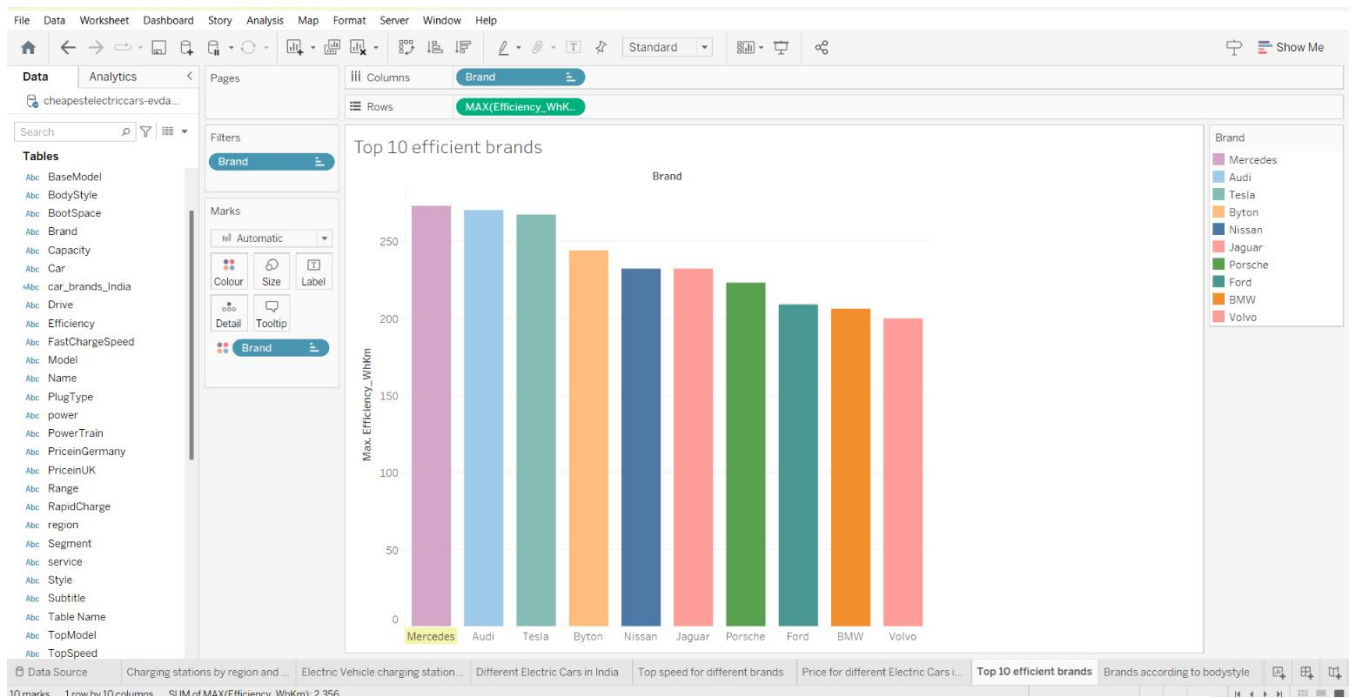 File Data Worksheet Dashboard Story Analysis Map Format Server Window Help
Standard
Show Me
Data Analytics
cheapestelectriccars-evda...
Search
Tables
Abc BaseModel
Abc BodyStyle
Abc BootSpace
Abc Brand
Abc Capacity
Abc Car
Abc car_brands_India
Abc Drive
Abc Efficiency
Abc FastChargeSpeed
Abc Model
Abc Name
Abc PlugType
Abc power
Abc PowerTrain
Abc PriceinGermany
Abc PriceinUK
Abc Range
Abc RapidCharge
Abc region
Abc Segment
Abc service
Abc Style
Abc Subtitle
Abc Table Name
Abc TopModel
Abc TopSpeed
Pages
Filters
Brand
Marks
Automatic
Colour Size Label
Detail Tooltip
Brand
Columns Brand
Rows MAX(Efficiency_WhK..
Top 10 efficient brands
Brand
Max. Efficiency_WhKm
250
200
150
100
50
0
Mercedes Audi Tesla Byton Nissan Jaguar Porsche Ford BMW Volvo
Brand
Mercedes
Audi
Tesla
Byton
Nissan
Jaguar
Porsche
Ford
BMW
Volvo
Data Source Charging stations by region and ... Electric Vehicle charging station... Different Electric Cars in India Top speed for different brands Price for different Electric Cars i... Top 10 efficient brands Brands according to bodystyle
10 marks 1 row by 10 columns SUM of MAX(Efficiency_WhKm): 2,356